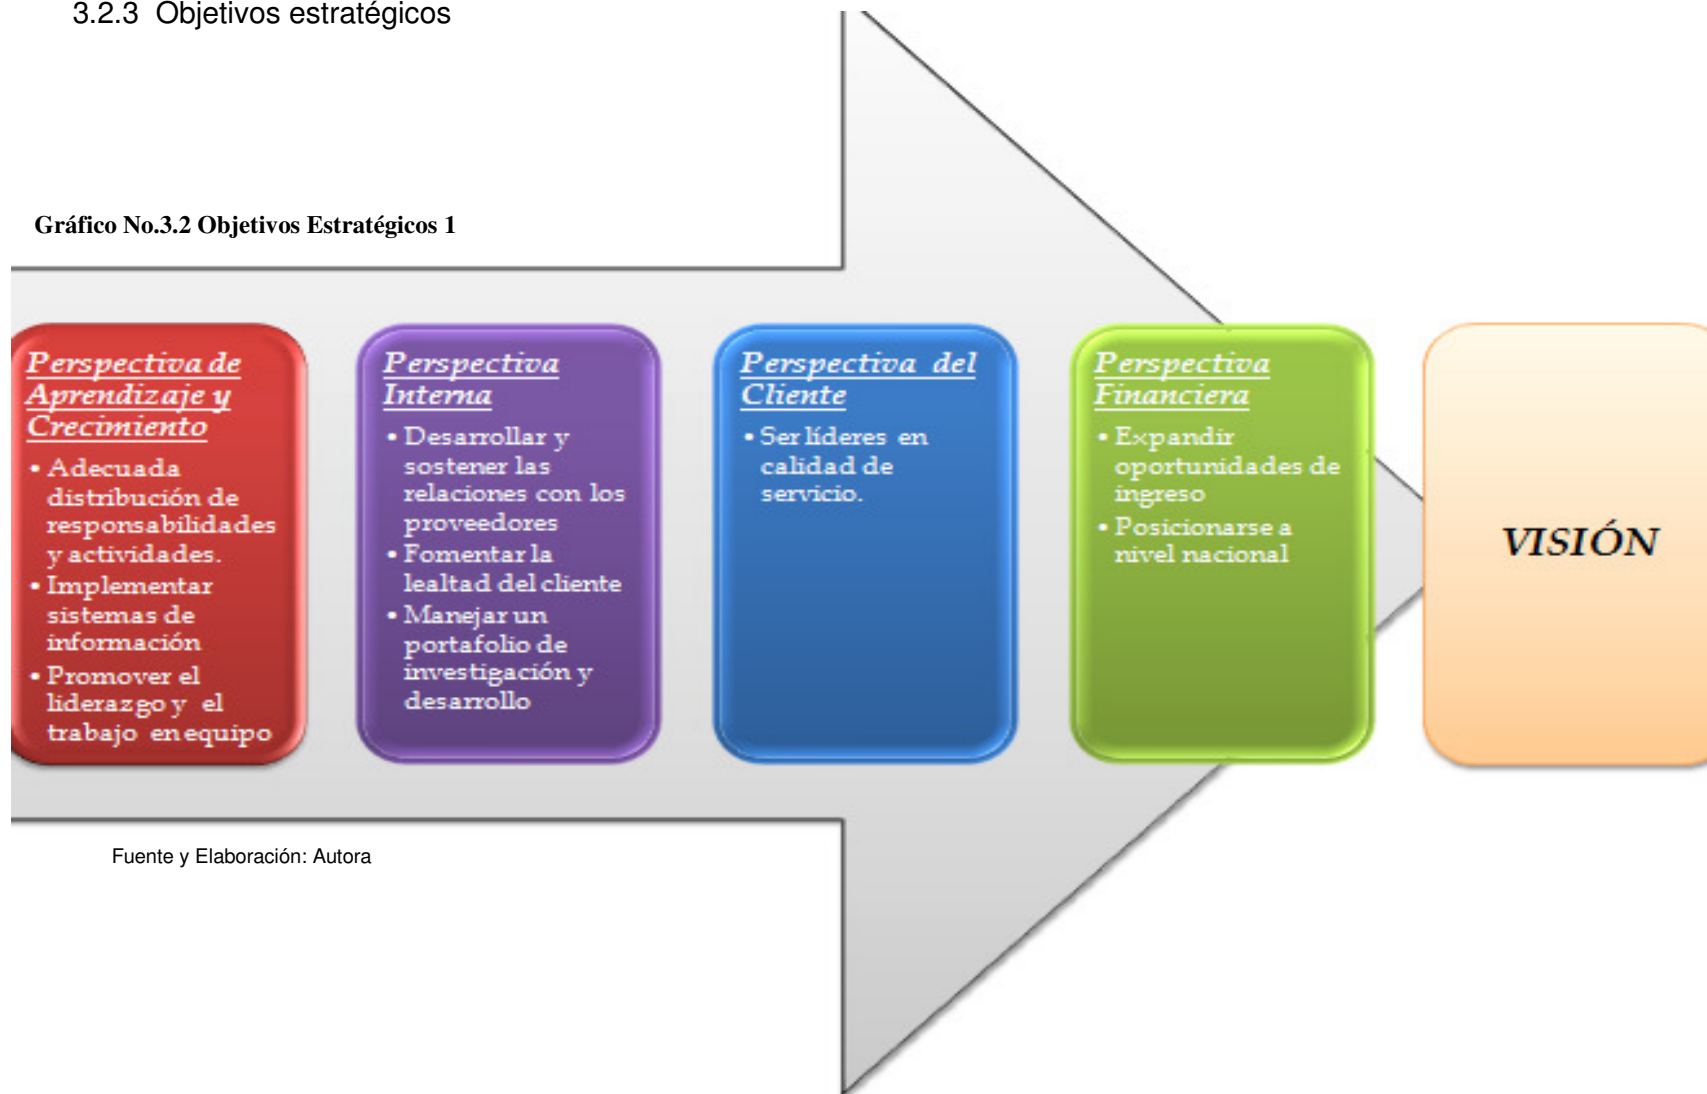 3.2.3 Objetivos estratégicos
Gráfico No.3.2 Objetivos Estratégicos 1
Perspectiva de
Aprendizaje y
Crecimiento
• Adecuada
distribución de
responsabilidades
y actividades.
• Implementar
sistemas de
información
• Promover el
liderazgo y el
trabajo en equipo
Perspectiva
Interna
• Desarrollar y
sostener las
relaciones con los
proveedores
• Fomentar la
lealtad del cliente
• Manejar un
portafolio de
investigación y
desarrollo
Perspectiva del
Cliente
• Ser líderes en
calidad de
servicio.
Perspectiva
Financiera
• Expandir
oportunidades de
ingreso
• Posicionarse a
nivel nacional
VISIÓN
Fuente y Elaboración: Autora